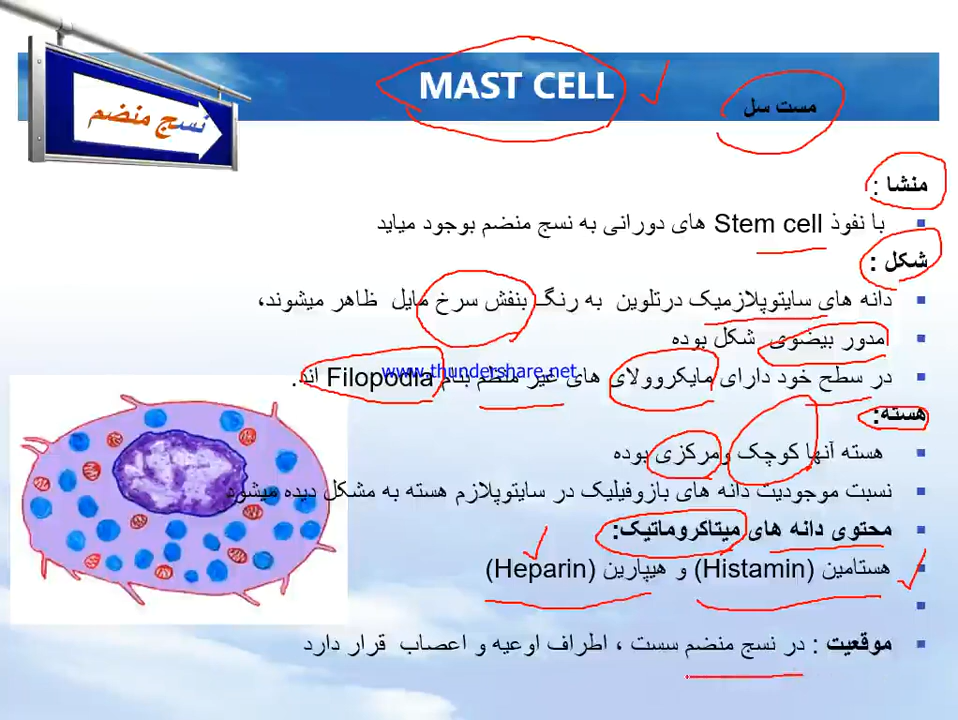 MAST CELL
مست سل
نسج منضم
منشا :
با نفوذ Stem cell های دورانی به نسج منضم بوجود میاید
شکل :
دانه های سایتوپلازمیک درتلوین به رنگ بنفش سرخ مایل ظاهر میشوند،
مدور بیضوی شکل بوده
در سطح خود دارای مایکروولای های غیر منظم بنام Filopodia اند.
www.thundershare.net
هسته:
هسته آنها کوچک ومرکزی بوده
نسبت موجودیت دانه های بازوفیلیک در سایتوپلازم هسته به مشکل دیده میشود
محتوی دانه های میتاکروماتیک:
هستامین (Histamin) و هیپارین (Heparin)
موقعیت : در نسج منضم سست ، اطراف اوعیه و اعصاب قرار دارد